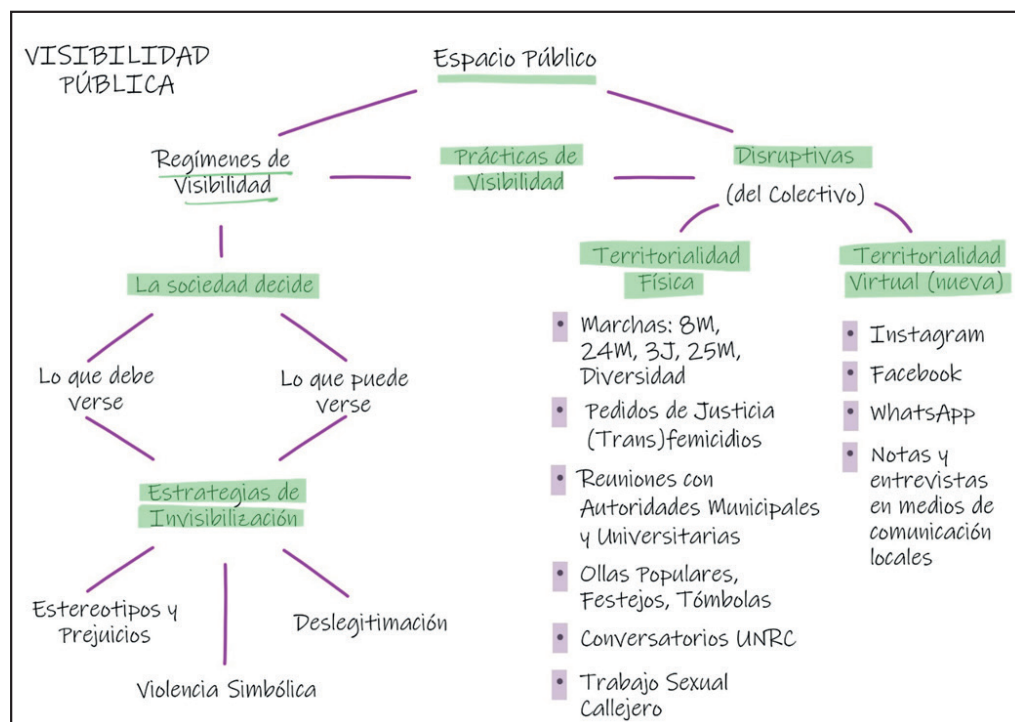 VISIBILIDAD
PÚBLICA
Espacio Público
Regímenes de
Visibilidad
Prácticas de
Visibilidad
Disruptivas
(del Colectivo)
La sociedad decide
Lo que debe
verse
Lo que puede
verse
Estrategias de
Invisibilización
Estereotipos y
Prejuicios
Violencia Simbólica
Deslegitimación
Territorialidad
Física
• Marchas: 8M,
24M, 3J, 25M,
Diversidad
• Pedidos de Justicia
(Trans)femicidios
• Reuniones con
Autoridades Municipales
y Universitarias
• Ollas Populares,
Festejos, Tómbolas
• Conversatorios UNRC
• Trabajo Sexual
Callejero
Territorialidad
Virtual (nueva)
• Instagram
• Facebook
• WhatsApp
• Notas y
entrevistas
en medios de
comunicación
locales